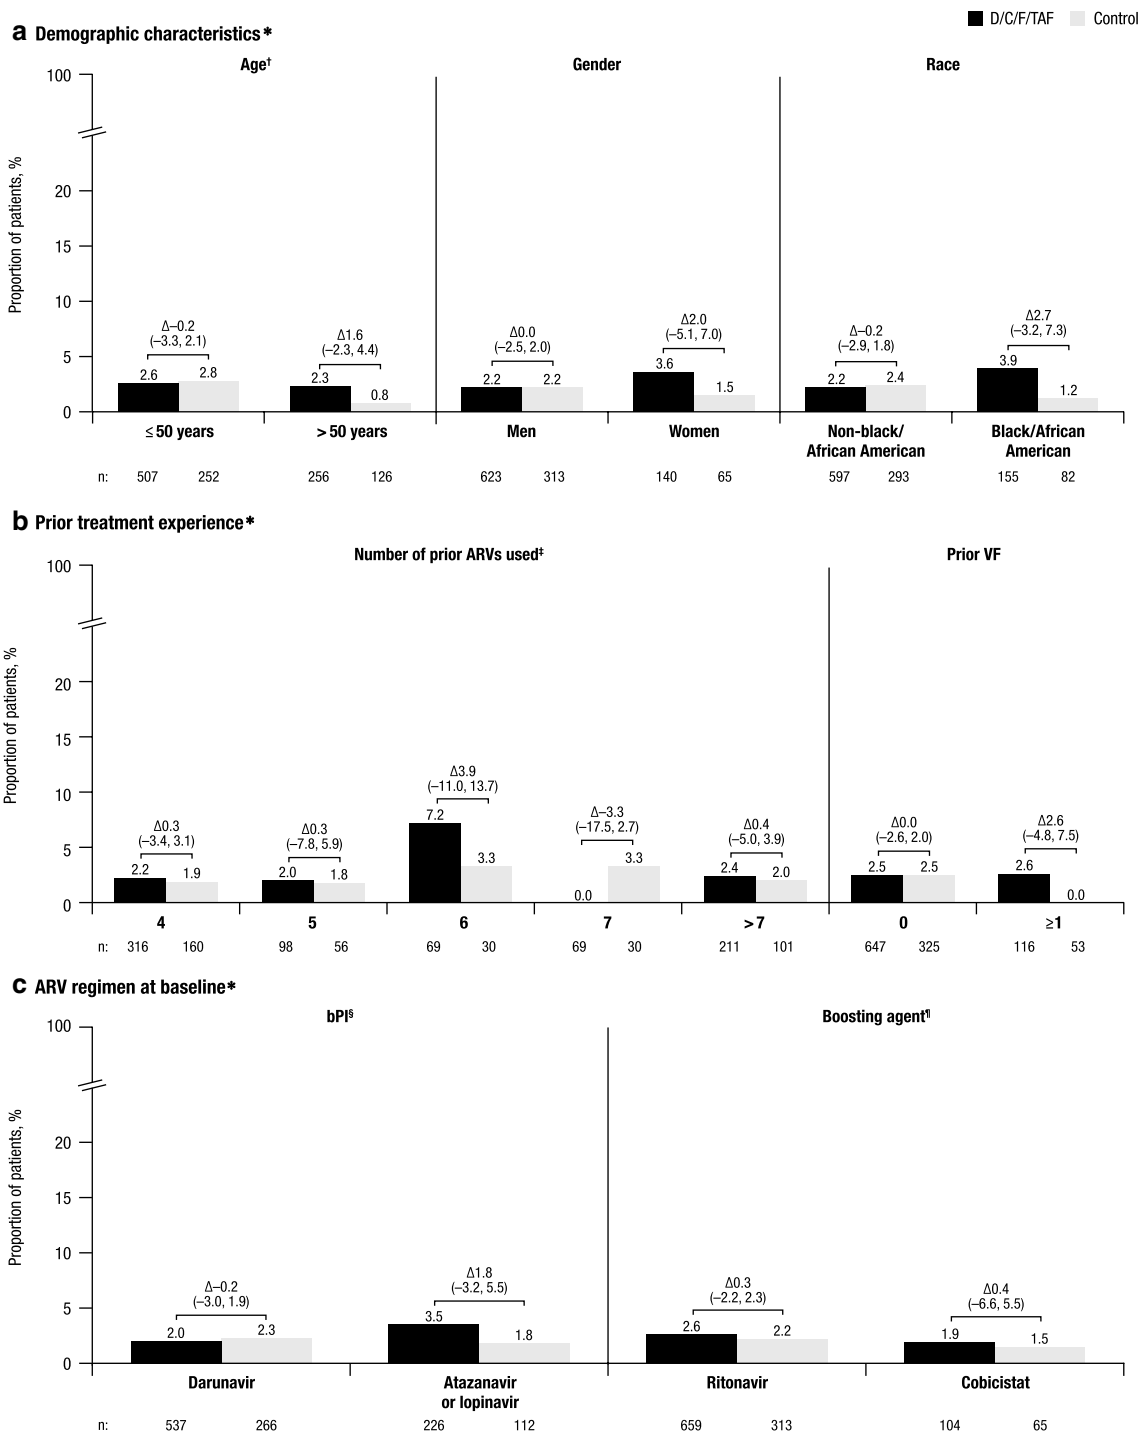 D/C/F/TAF Control
a Demographic characteristics*
Age† Gender Race
Proportion of patients, %
100
20
15
10
5
0
Δ–0.2
(–3.3, 2.1)
2.6 2.8
Δ1.6
(–2.3, 4.4)
2.3 0.8
Δ0.0
(–2.5, 2.0)
2.2 2.2
Δ2.0
(–5.1, 7.0)
3.6 1.5
Δ–0.2
(–2.9, 1.8)
2.2 2.4
Δ2.7
(–3.2, 7.3)
3.9 1.2
≤ 50 years > 50 years Men Women Non-black/ Black/African
African American American
n: 507 252 256 126 623 313 140 65 597 293 155 82
b Prior treatment experience*
Number of prior ARVs used‡ Prior VF
Proportion of patients, %
100
20
15
10
5
0
Δ0.3
(–3.4, 3.1)
2.2 1.9
Δ0.3
(–7.8, 5.9)
2.0 1.8
Δ3.9
(–11.0, 13.7)
7.2 3.3
Δ–3.3
(–17.5, 2.7)
0.0 3.3
Δ0.4
(–5.0, 3.9)
2.4 2.0
Δ0.0
(–2.6, 2.0)
2.5 2.5
Δ2.6
(–4.8, 7.5)
2.6 0.0
4 5 6 7 > 7 0 ≥1
n: 316 160 98 56 69 30 69 30 211 101 647 325 116 53
c ARV regimen at baseline*
bPI§ Boosting agent¶
Proportion of patients, %
100
20
15
10
5
0
Δ–0.2
(–3.0, 1.9)
2.0 2.3
Δ1.8
(–3.2, 5.5)
3.5 1.8
Δ0.3
(–2.2, 2.3)
2.6 2.2
Δ0.4
(–6.6, 5.5)
1.9 1.5
Darunavir Atazanavir Ritonavir Cobicistat
or lopinavir
n: 537 266 226 112 659 313 104 65